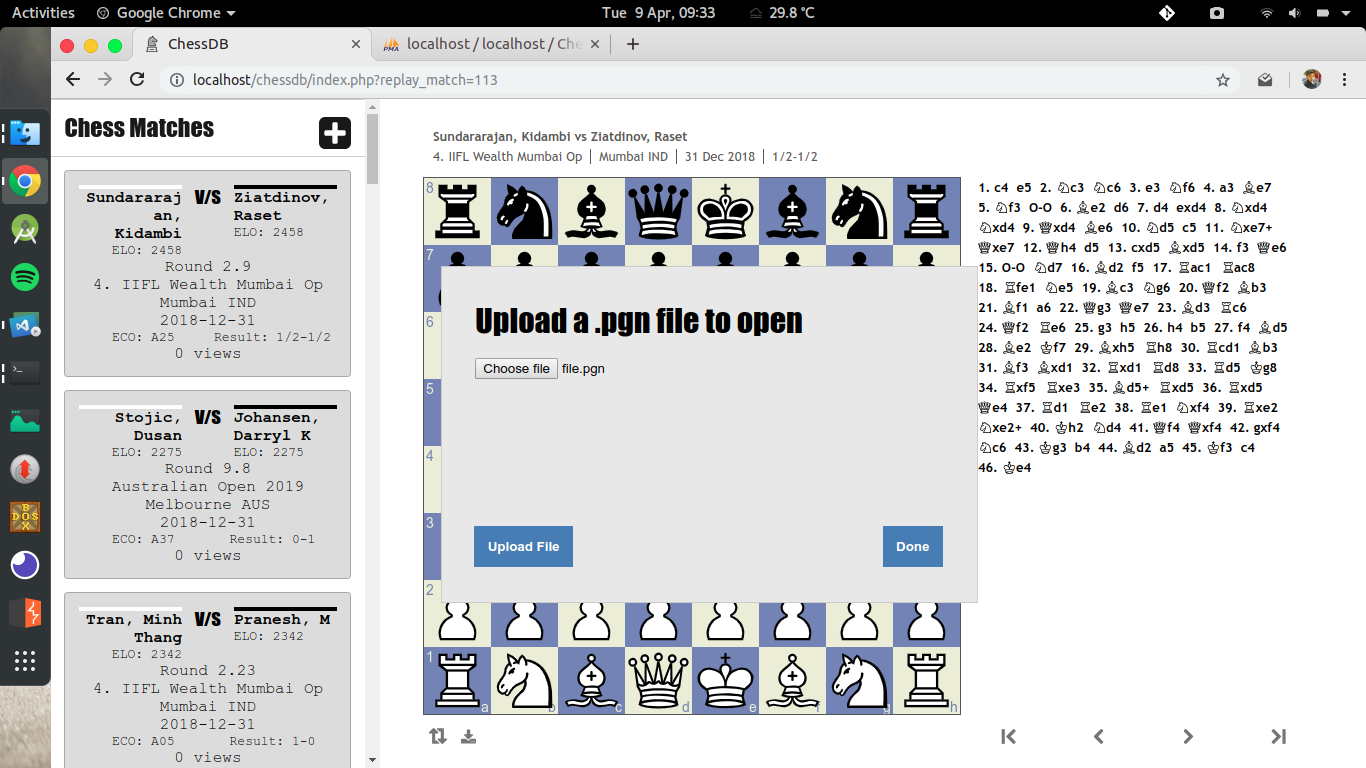 Activities Google Chrome Tue 9 Apr, 09:33 29.8 °C
ChessDB localhost / localhost / Che
localhost/chessdb/index.php?replay_match=113
Chess Matches
Sundararaj V/S Ziatdinov,
an, Raset
Kidambi ELO: 2458
ELO: 2458
Round 2.9
4. IIFL Wealth Mumbai Op
Mumbai IND
2018-12-31
ECO: A25 Result: 1/2-1/2
0 views
Stojic, V/S Johansen,
Dusan Darryl K
ELO: 2275 ELO: 2275
Round 9.8
Australian Open 2019
Melbourne AUS
2018-12-31
ECO: A37 Result: 0-1
0 views
Tran, Minh V/S Pranesh, M
Thang ELO: 2342
ELO: 2342
Round 2.23
4. IIFL Wealth Mumbai Op
Mumbai IND
2018-12-31
ECO: A05 Result: 1-0
0 views
Sundararajan, Kidambi vs Ziatdinov, Raset
4. IIFL Wealth Mumbai Op | Mumbai IND | 31 Dec 2018 | 1/2-1/2
8
7
6
5
4
3
2
1
a b c d e f g h
Upload a .pgn file to open
Choose file file.pgn
Upload File Done
1. c4 e5 2. ♘c3 ♘c6 3. e3 ♘f6 4. a3 ♗e7
5. ♘f3 O-O 6. ♗e2 d6 7. d4 exd4 8. ♘xd4
♘xd4 9. ♕xd4 ♗e6 10. ♘d5 c5 11. ♘xe7+
♕xe7 12. ♕h4 d5 13. cxd5 ♗xd5 14. f3 ♕e6
15. O-O ♘d7 16. ♗d2 f5 17. ♖ac1 ♖ac8
18. ♖fe1 ♘e5 19. ♗c3 ♘g6 20. ♕f2 ♗b3
21. ♗f1 a6 22. ♕g3 ♕e7 23. ♗d3 ♖c6
24. ♕f2 ♖e6 25. g3 h5 26. h4 b5 27. f4 ♗d5
28. ♗e2 ♔f7 29. ♗xh5 ♖h8 30. ♖cd1 ♗b3
31. ♗f3 ♗xd1 32. ♖xd1 ♖d8 33. ♖d5 ♔g8
34. ♖xf5 ♖xe3 35. ♗d5+ ♖xd5 36. ♖xd5
♕e4 37. ♖d1 ♖e2 38. ♖e1 ♘xf4 39. ♖xe2
♘xe2+ 40. ♔h2 ♘d4 41. ♕f4 ♕xf4 42. gxf4
♘c6 43. ♔g3 b4 44. ♗d2 a5 45. ♔f3 c4
46. ♔e4